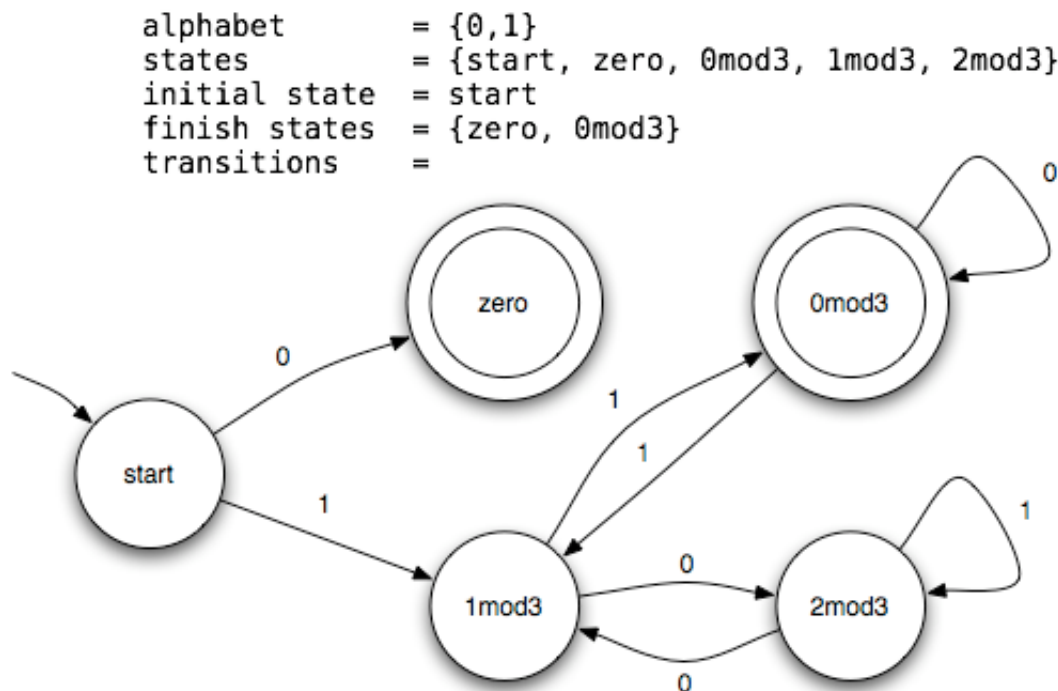 alphabet = {0,1}
states = {start, zero, 0mod3, 1mod3, 2mod3}
initial state = start
finish states = {zero, 0mod3}
transitions =
0
zero
0mod3
0
1
1
start
1
1
0
1mod3
2mod3
0